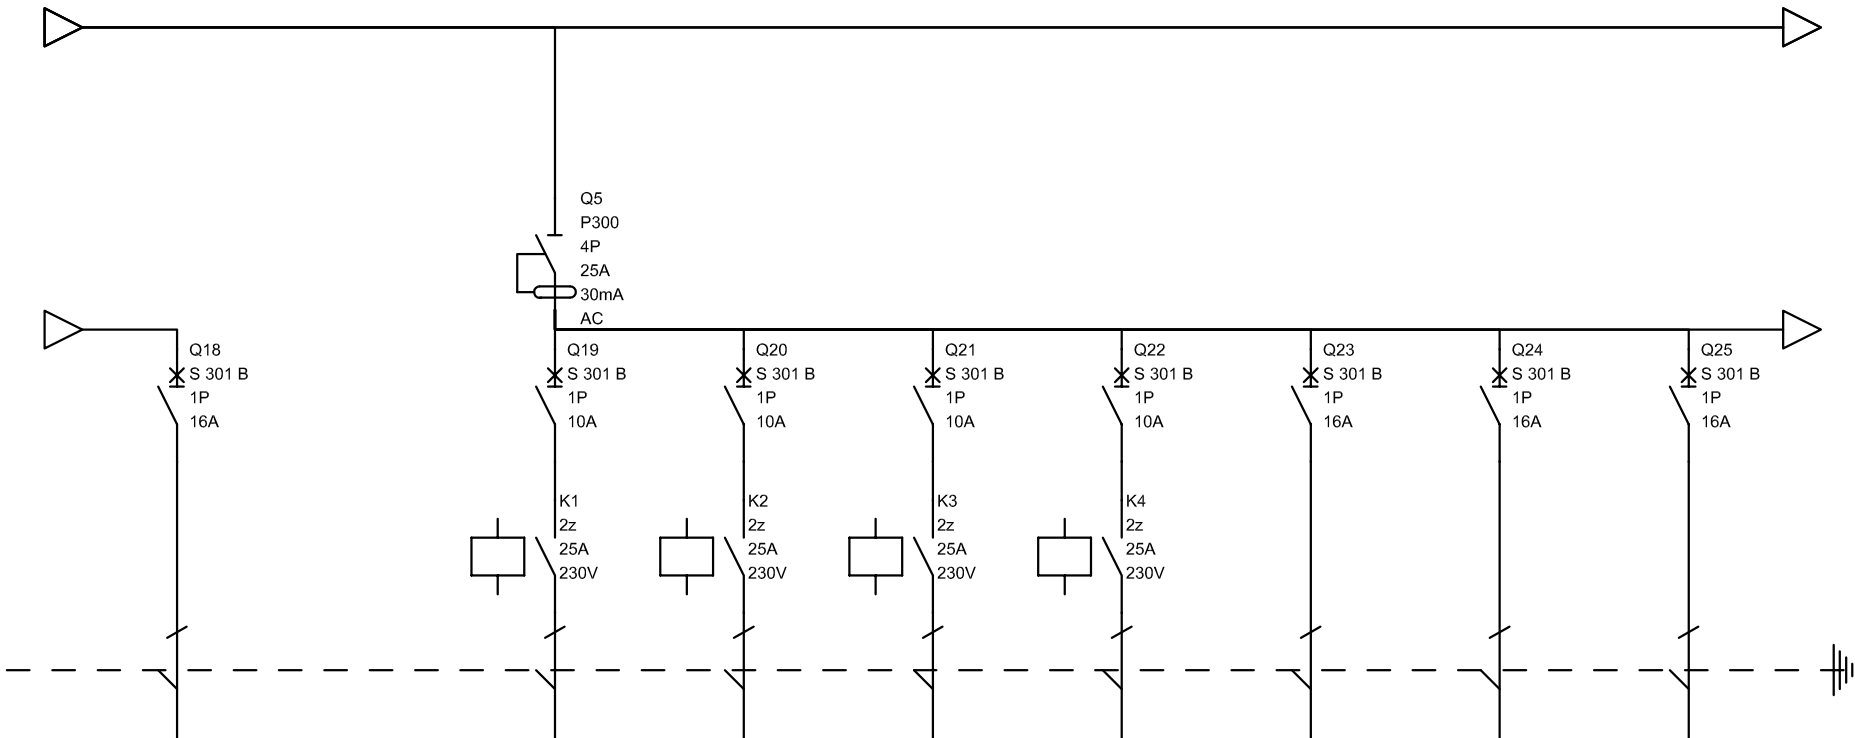 Q5
P300
4P
25A
30mA
AC
Q18
S 301 B
1P
16A
Q19
S 301 B
1P
10A
Q20
S 301 B
1P
10A
Q21
S 301 B
1P
10A
Q22
S 301 B
1P
10A
Q23
S 301 B
1P
16A
Q24
S 301 B
1P
16A
Q25
S 301 B
1P
16A
K1
2z
25A
230V
K2
2z
25A
230V
K3
2z
25A
230V
K4
2z
25A
230V